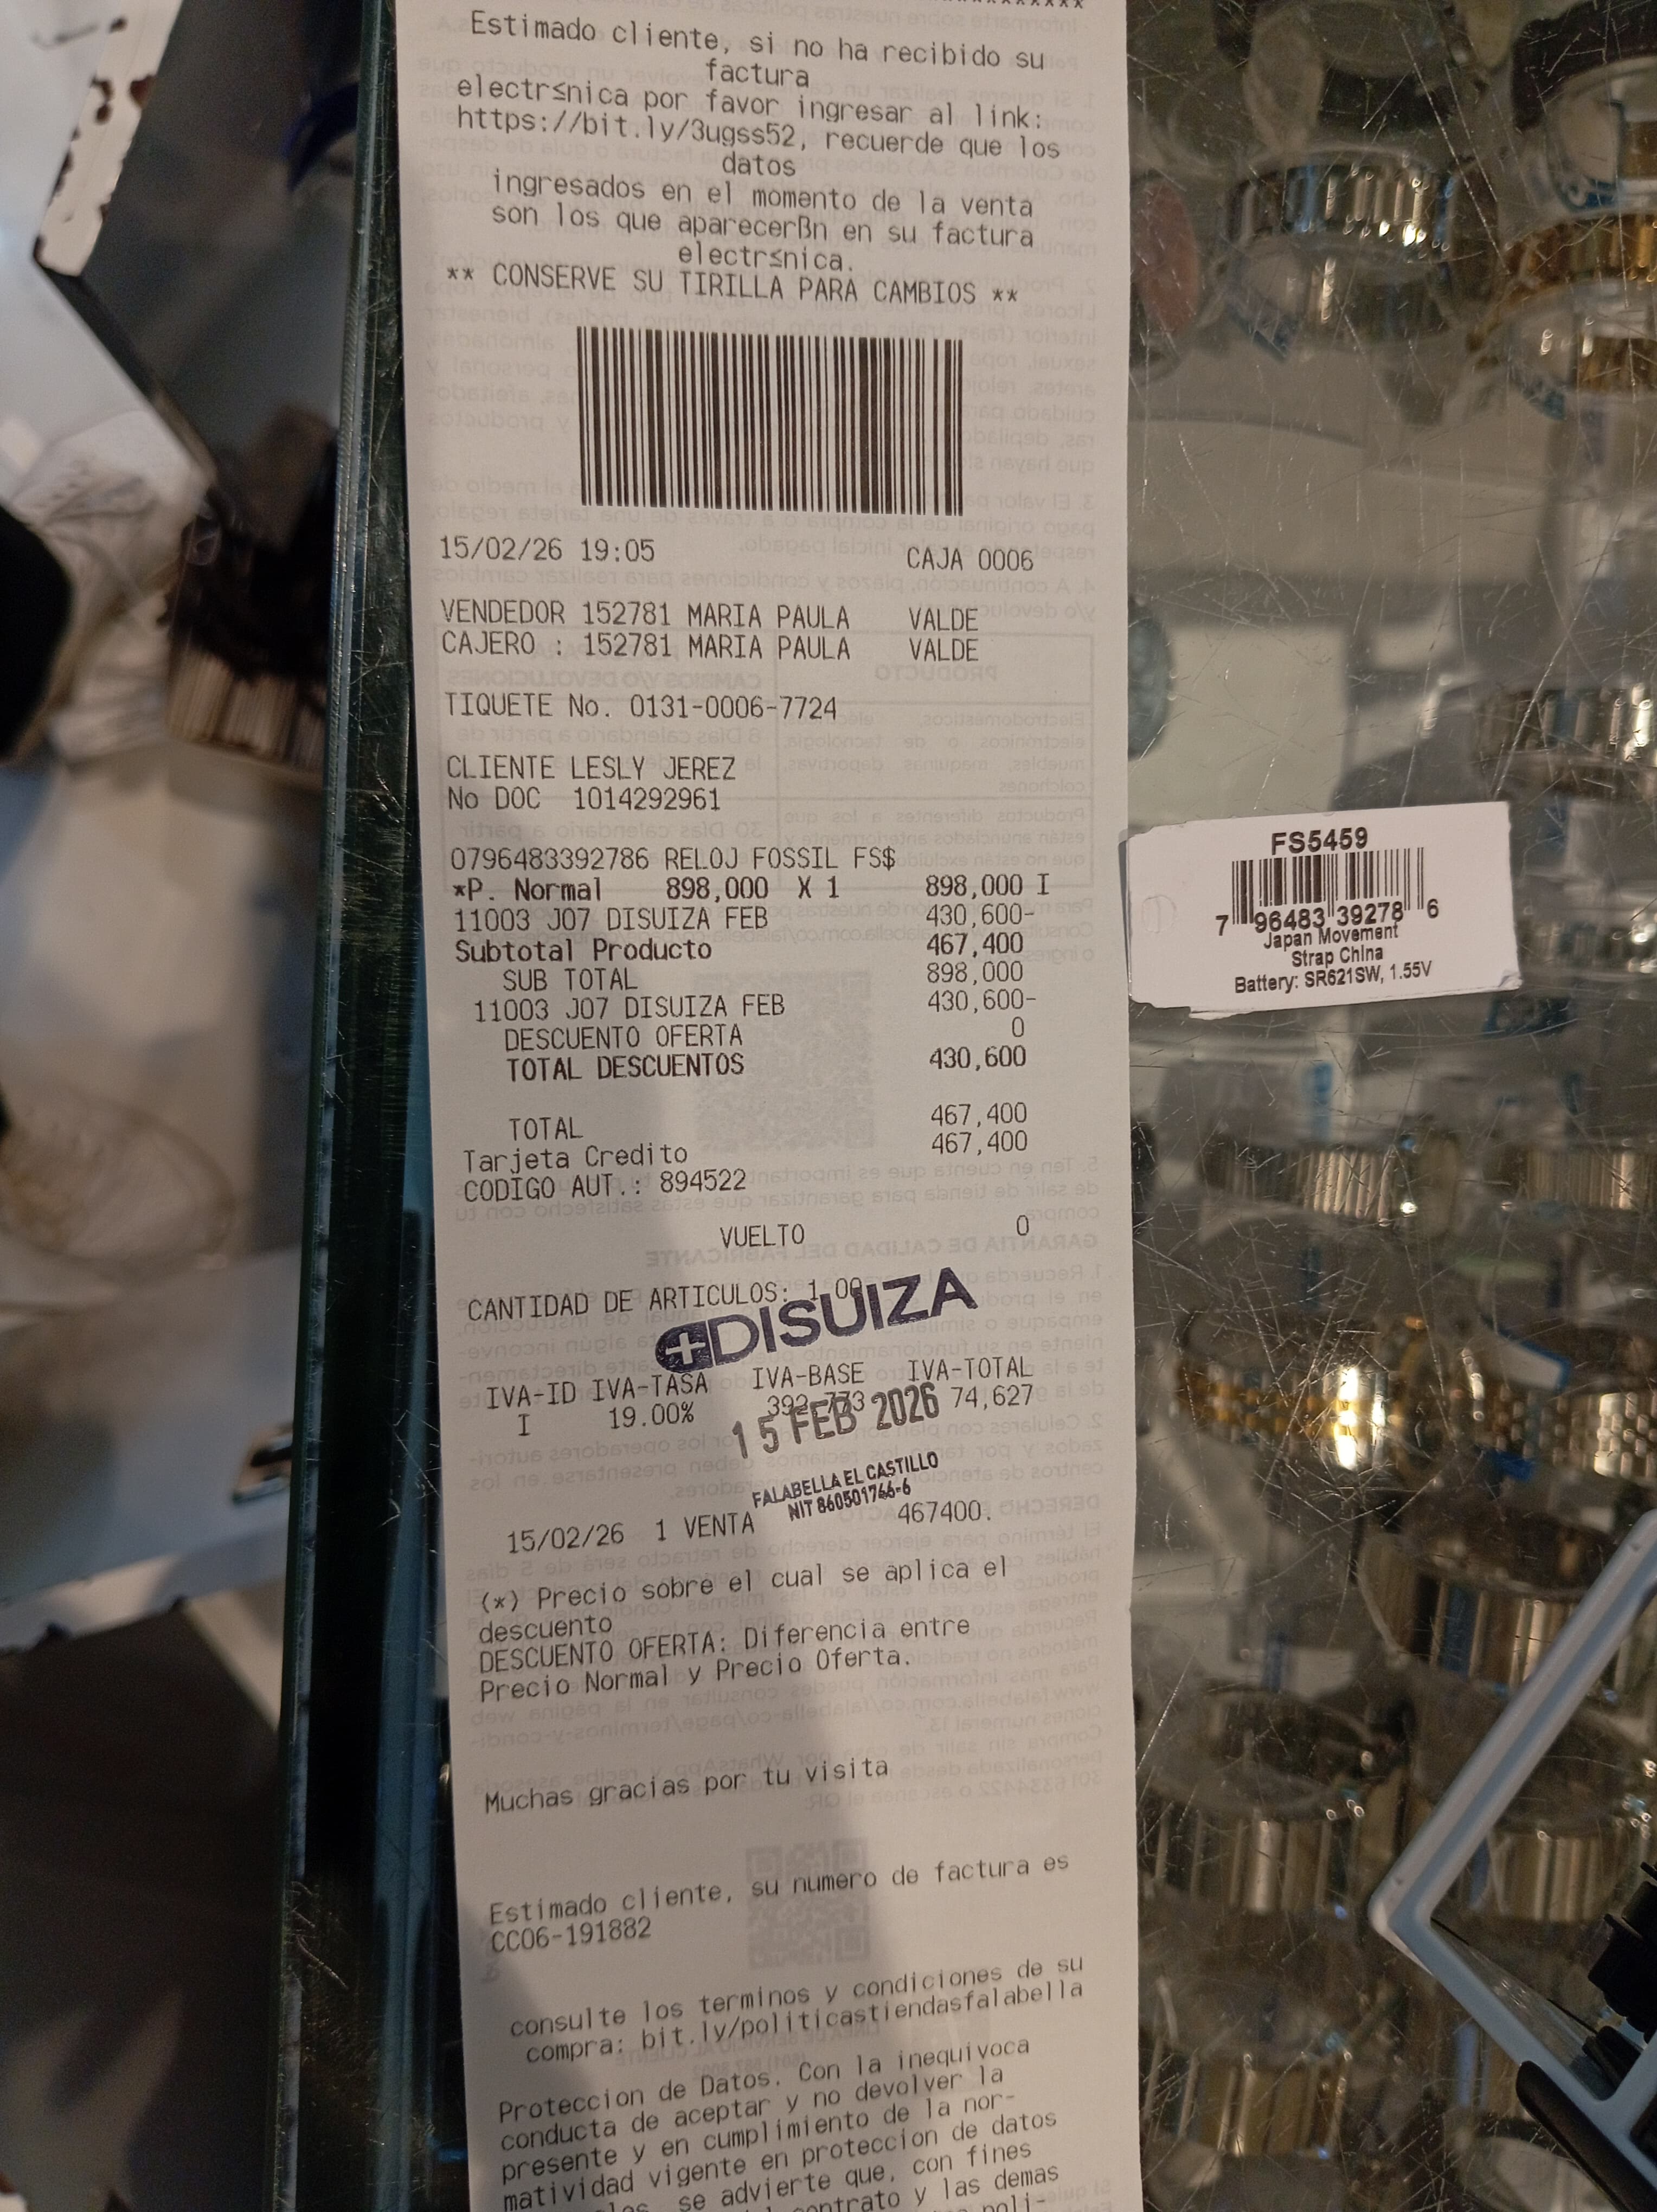 Estimado cliente, si no ha recibido su
factura
electr≤nica por favor ingresar al link:
https://bit.ly/3ugss52, recuerde que los
datos
ingresados en el momento de la venta
son los que aparecerßn en su factura
electr≤nica.
** CONSERVE SU TIRILLA PARA CAMBIOS **
15/02/26 19:05 CAJA 0006
VENDEDOR 152781 MARIA PAULA VALDE
CAJERO : 152781 MARIA PAULA VALDE
TIQUETE No. 0131-0006-7724
CLIENTE LESLY JEREZ
No DOC 1014292961
0796483392786 RELOJ FOSSIL FS$
*P. Normal 898,000 X 1 898,000 I
11003 J07 DISUIZA FEB 430,600-
Subtotal Producto 467,400
SUB TOTAL 898,000
11003 J07 DISUIZA FEB 430,600-
DESCUENTO OFERTA 0
TOTAL DESCUENTOS 430,600
TOTAL 467,400
Tarjeta Credito 467,400
CODIGO AUT.: 894522
VUELTO 0
CANTIDAD DE ARTICULOS: 1.00
DISUIZA
IVA-ID IVA-TASA IVA-BASE IVA-TOTAL
I 19.00% 392,773 74,627
15 FEB 2026
FALABELLA EL CASTILLO
NIT 860501766-6
15/02/26 1 VENTA 467400.
(*) Precio sobre el cual se aplica el
descuento
DESCUENTO OFERTA: Diferencia entre
Precio Normal y Precio Oferta.
Muchas gracias por tu visita
Estimado cliente, su numero de factura es
CC06-191882
consulte los terminos y condiciones de su
compra: bit.ly/politicastiendasfalabella
Proteccion de Datos. Con la inequivoca
conducta de aceptar y no devolver la
presente y en cumplimiento de la nor-
matividad vigente en proteccion de datos
se advierte que, con fines
contrato y las demas
poli-
FS5459
7 96483 39278 6
Japan Movement
Strap China
Battery: SR621SW, 1.55V